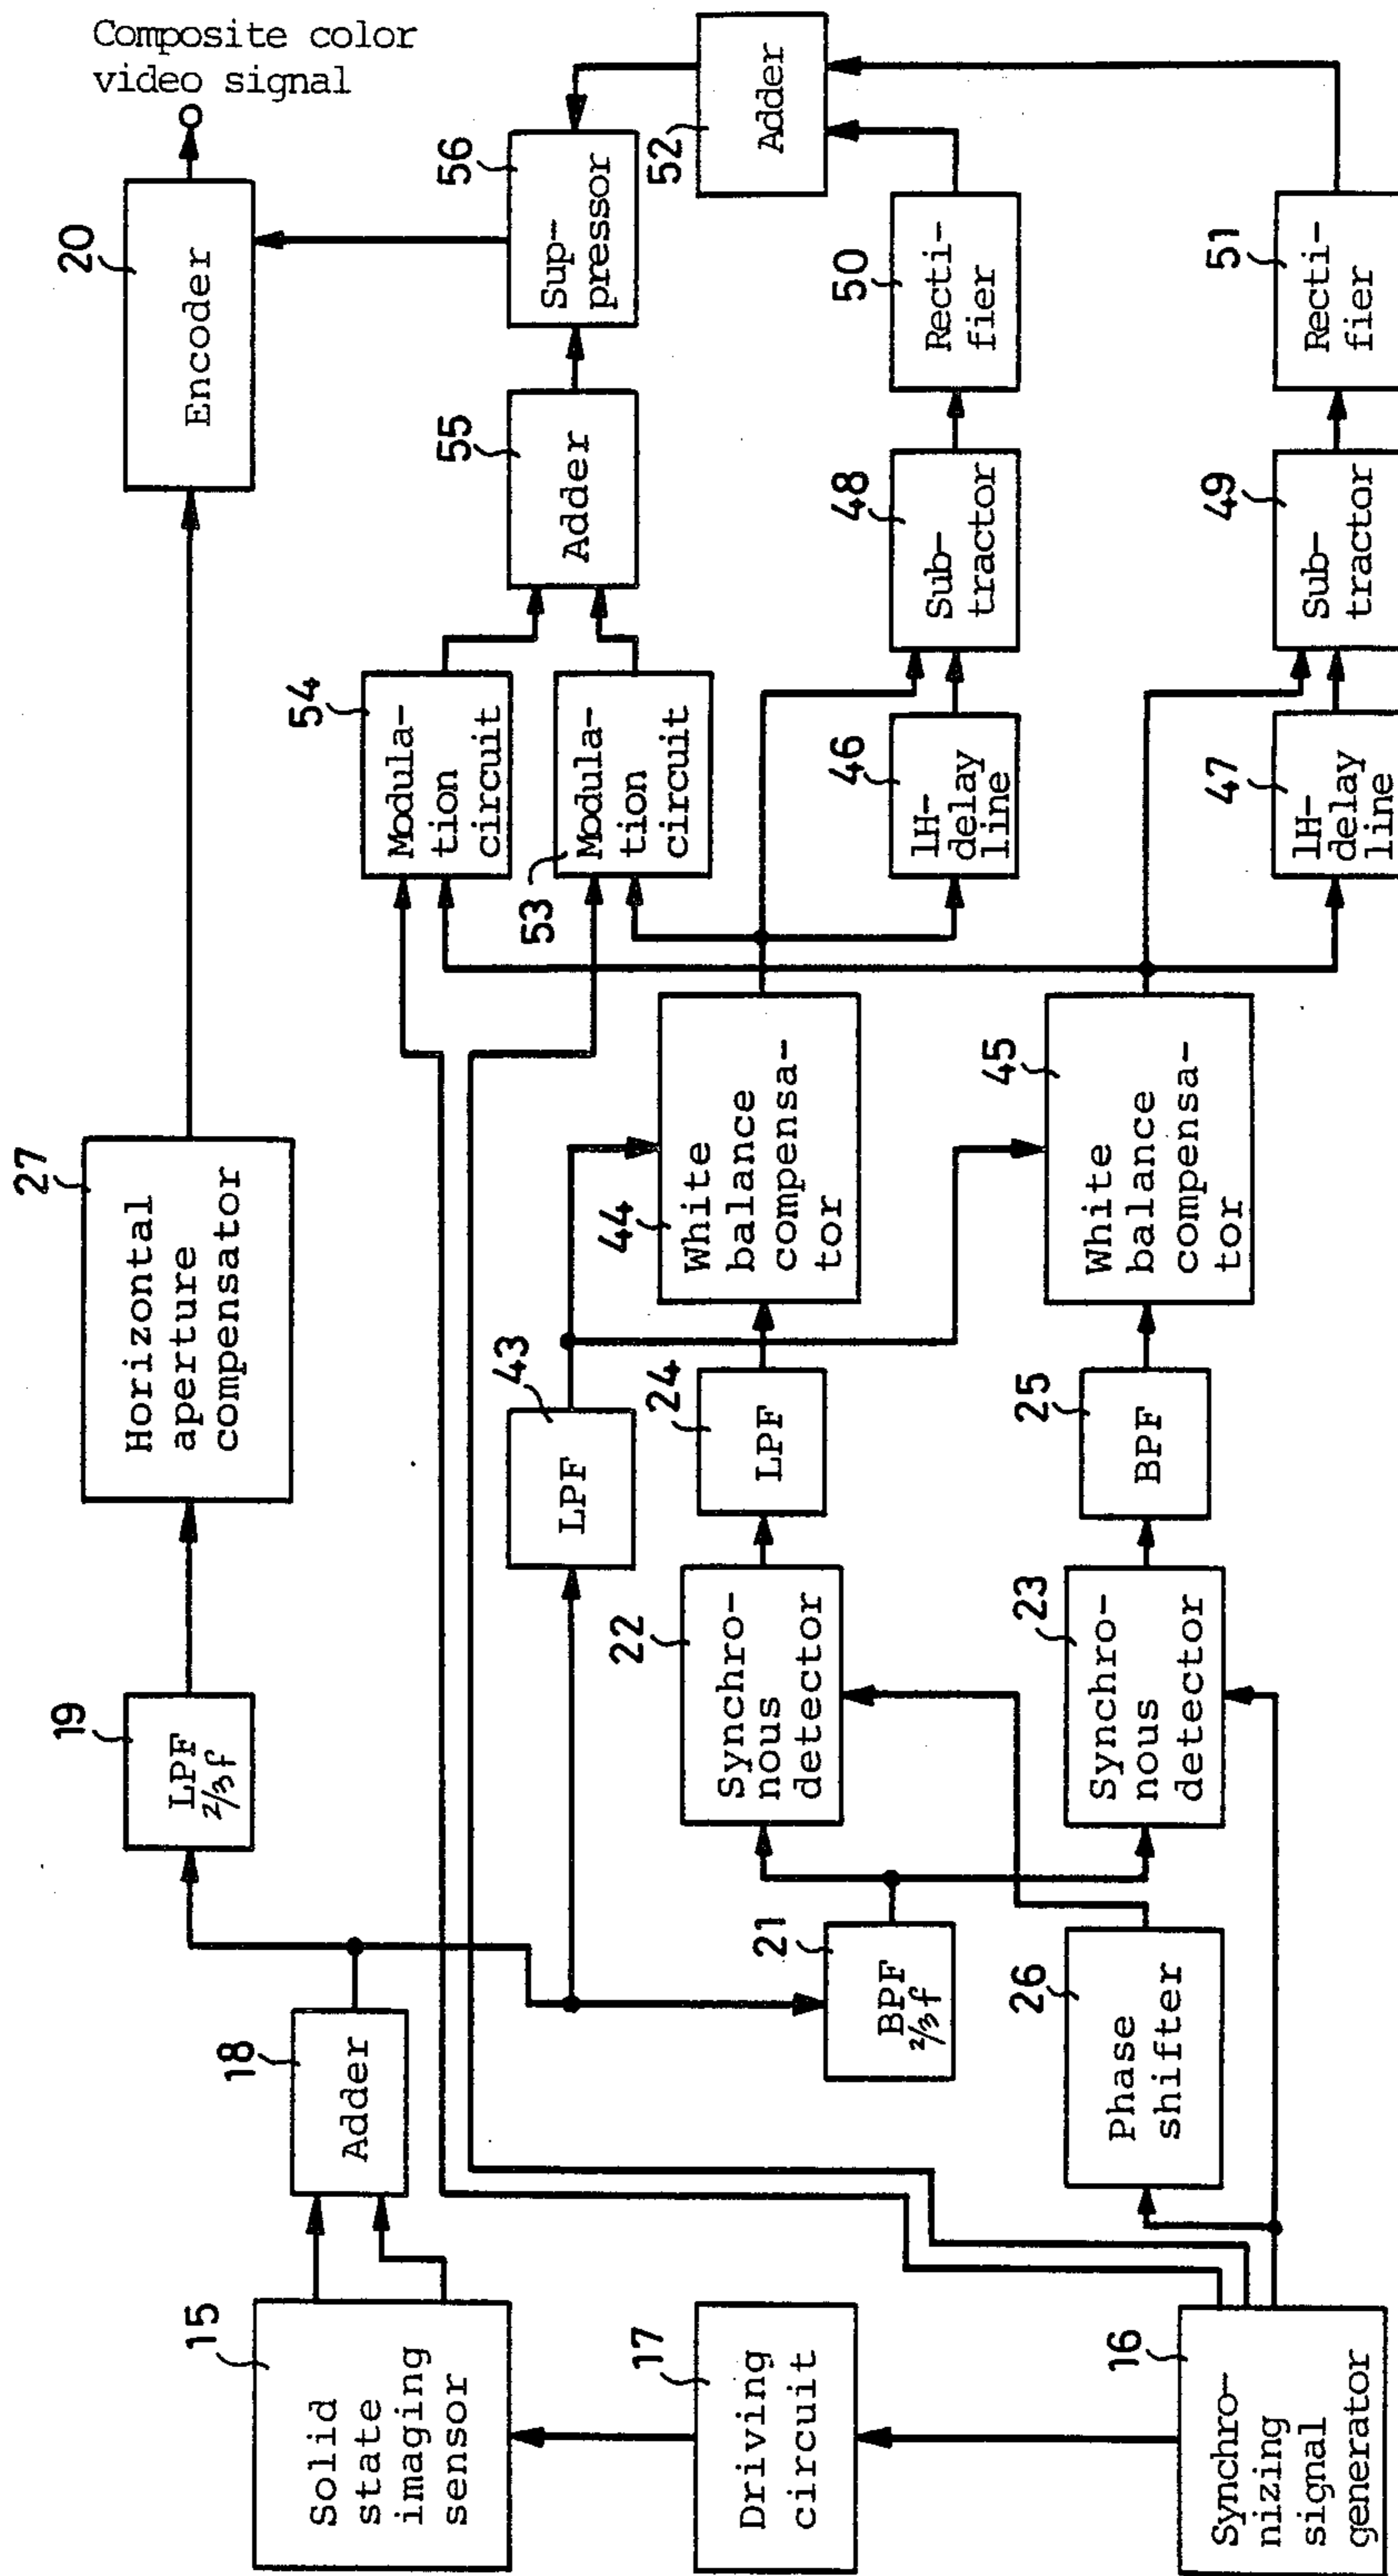 Composite color
video signal
20
Encoder
27
Horizontal
aperture
compensator
19
LPF
2/3f
18
Adder
15
Solid
state
imaging
sensor
17
Driving
circuit
16
Synchro-
nizing
signal
generator
56
Sup-
pressor
55
Adder
54
Modula-
tion
circuit
53
Modula-
tion
circuit
52
Adder
50
Recti-
fier
51
Recti-
fier
48
Sub-
tractor
49
Sub-
tractor
46
1H-
delay
line
47
1H-
delay
line
43
LPF
44
White
balance
compensa-
tor
45
White
balance
compensa-
tor
24
LPF
25
BPF
22
Synchro-
nous
detector
23
Synchro-
nous
detector
21
BPF
2/3f
26
Phase
shifter